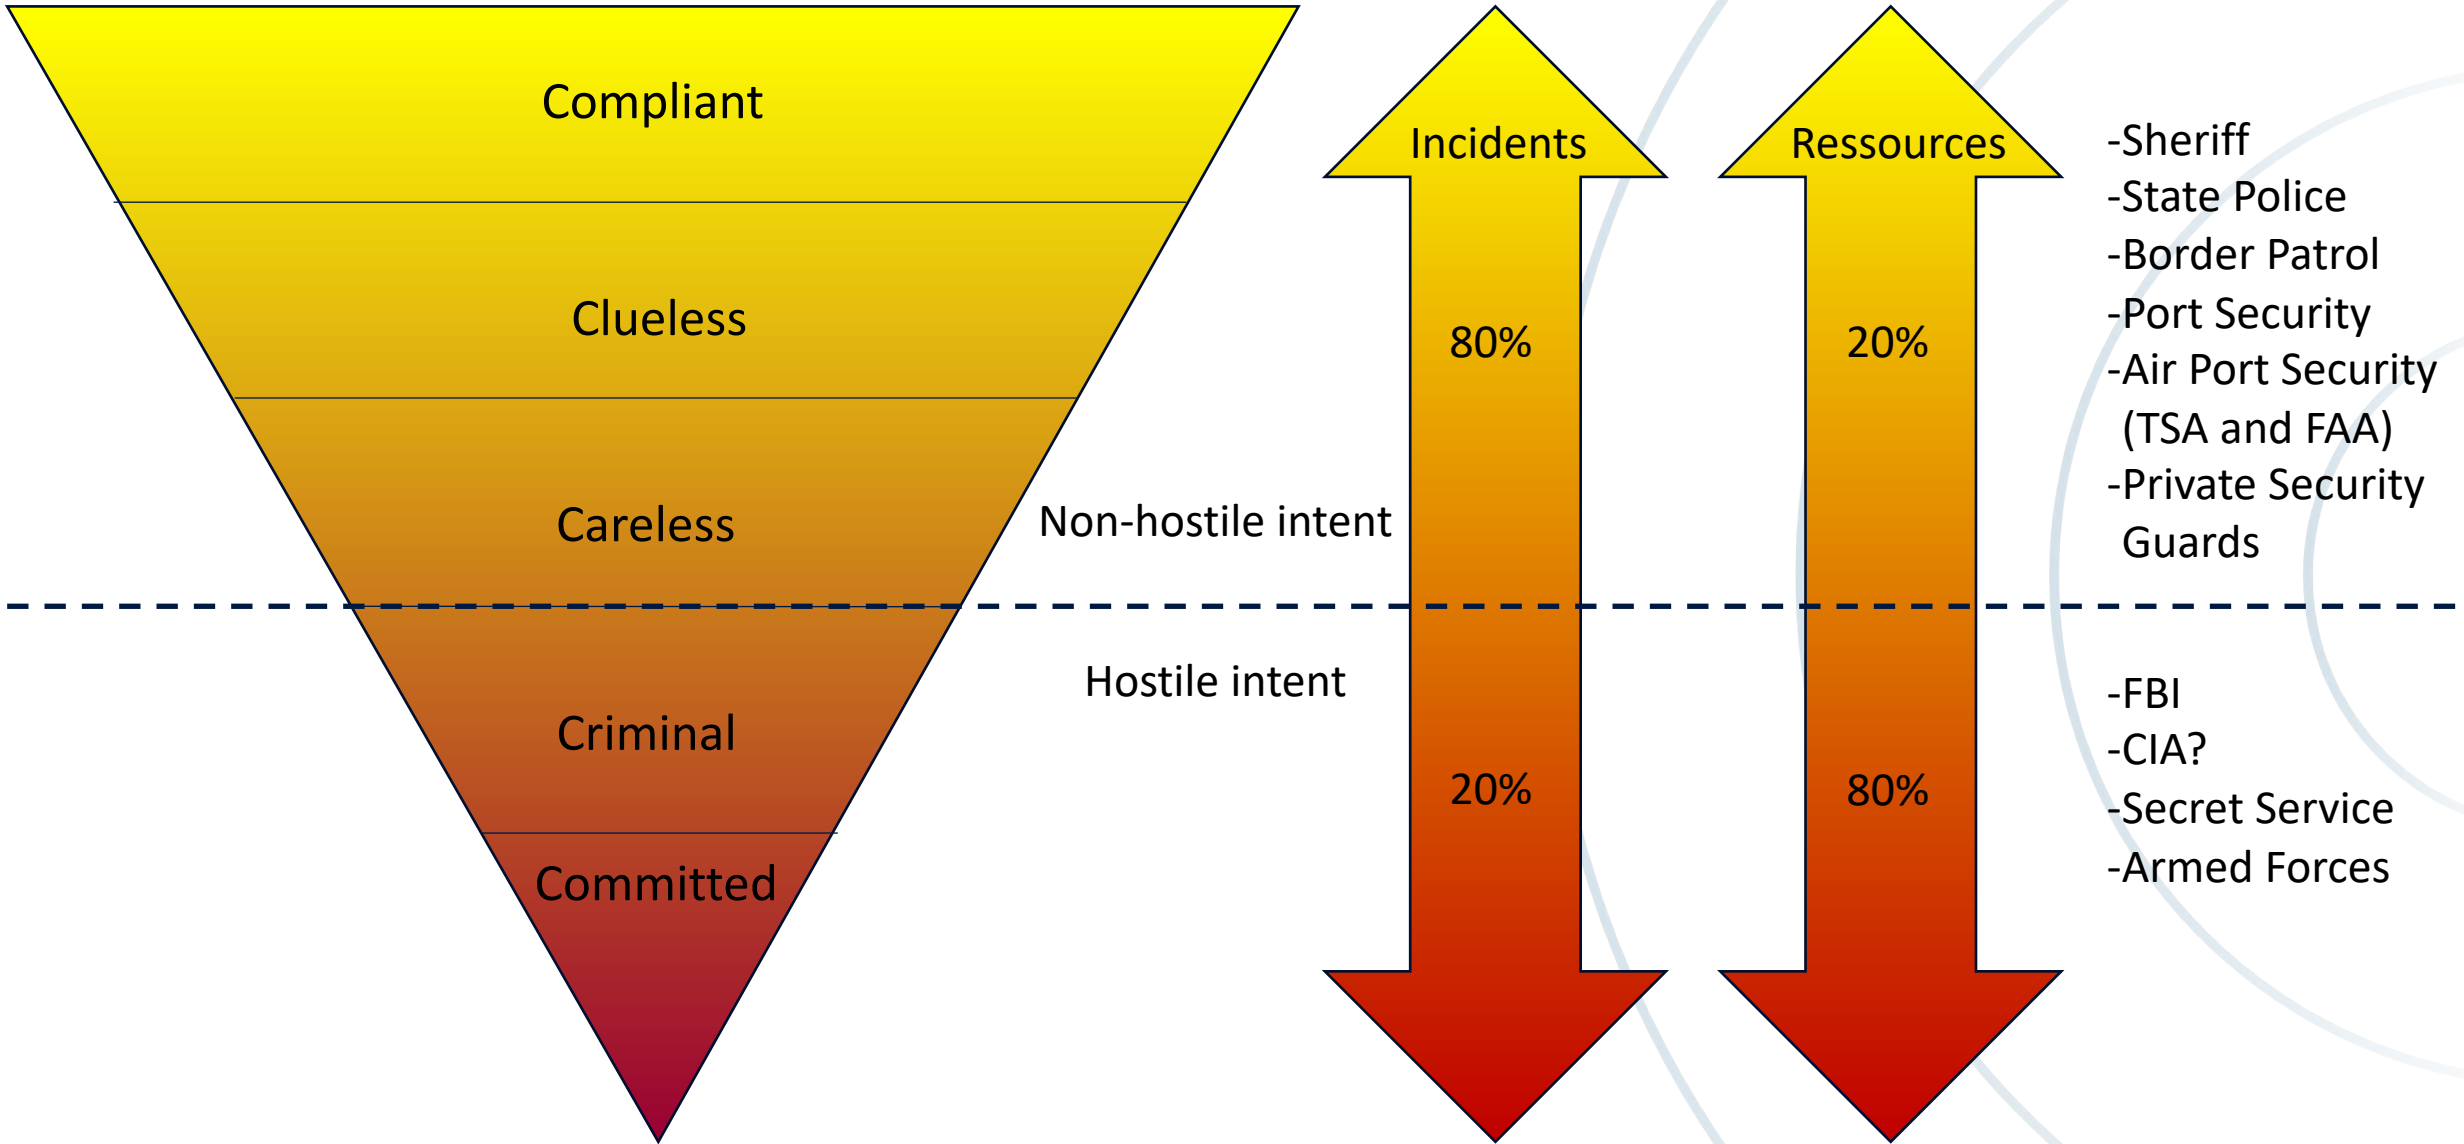 Compliant
Clueless
Careless
Criminal
Committed
Non-hostile intent
Hostile intent
Incidents
80%
20%
Ressources
20%
80%
-Sheriff
-State Police
-Border Patrol
-Port Security
-Air Port Security
(TSA and FAA)
-Private Security
Guards
-FBI
-CIA?
-Secret Service
-Armed Forces